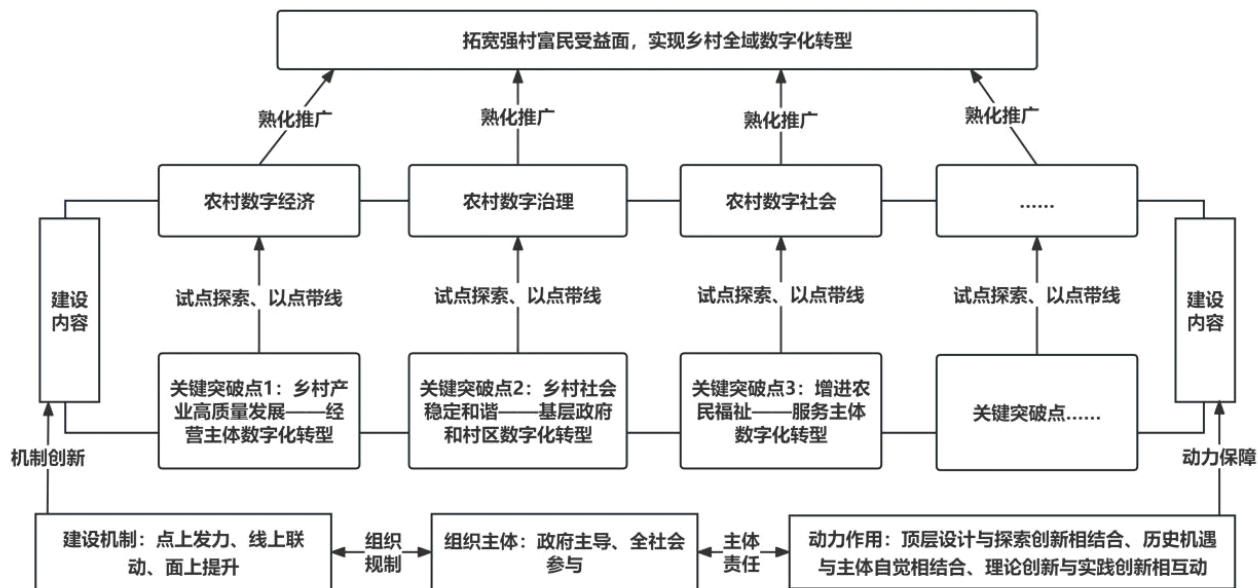 拓宽强村富民受益面，实现乡村全域数字化转型
熟化推广
熟化推广
熟化推广
熟化推广
农村数字经济
农村数字治理
农村数字社会
……
建设
内容
试点探索、以点带线
试点探索、以点带线
试点探索、以点带线
试点探索、以点带线
建设
内容
关键突破点1：乡村产
业高质量发展——经
营主体数字化转型
关键突破点2：乡村社会
稳定和谐——基层政府
和村区数字化转型
关键突破点3：增进农
民福祉——服务主体
数字化转型
关键突破点……
机制创新
动力保障
建设机制：点上发力、线上联
动、面上提升
组织
规制
组织主体：政府主导、全社会
参与
主体
责任
动力作用：顶层设计与探索创新相结合、历史机遇
与主体自觉相结合、理论创新与实践创新相互动